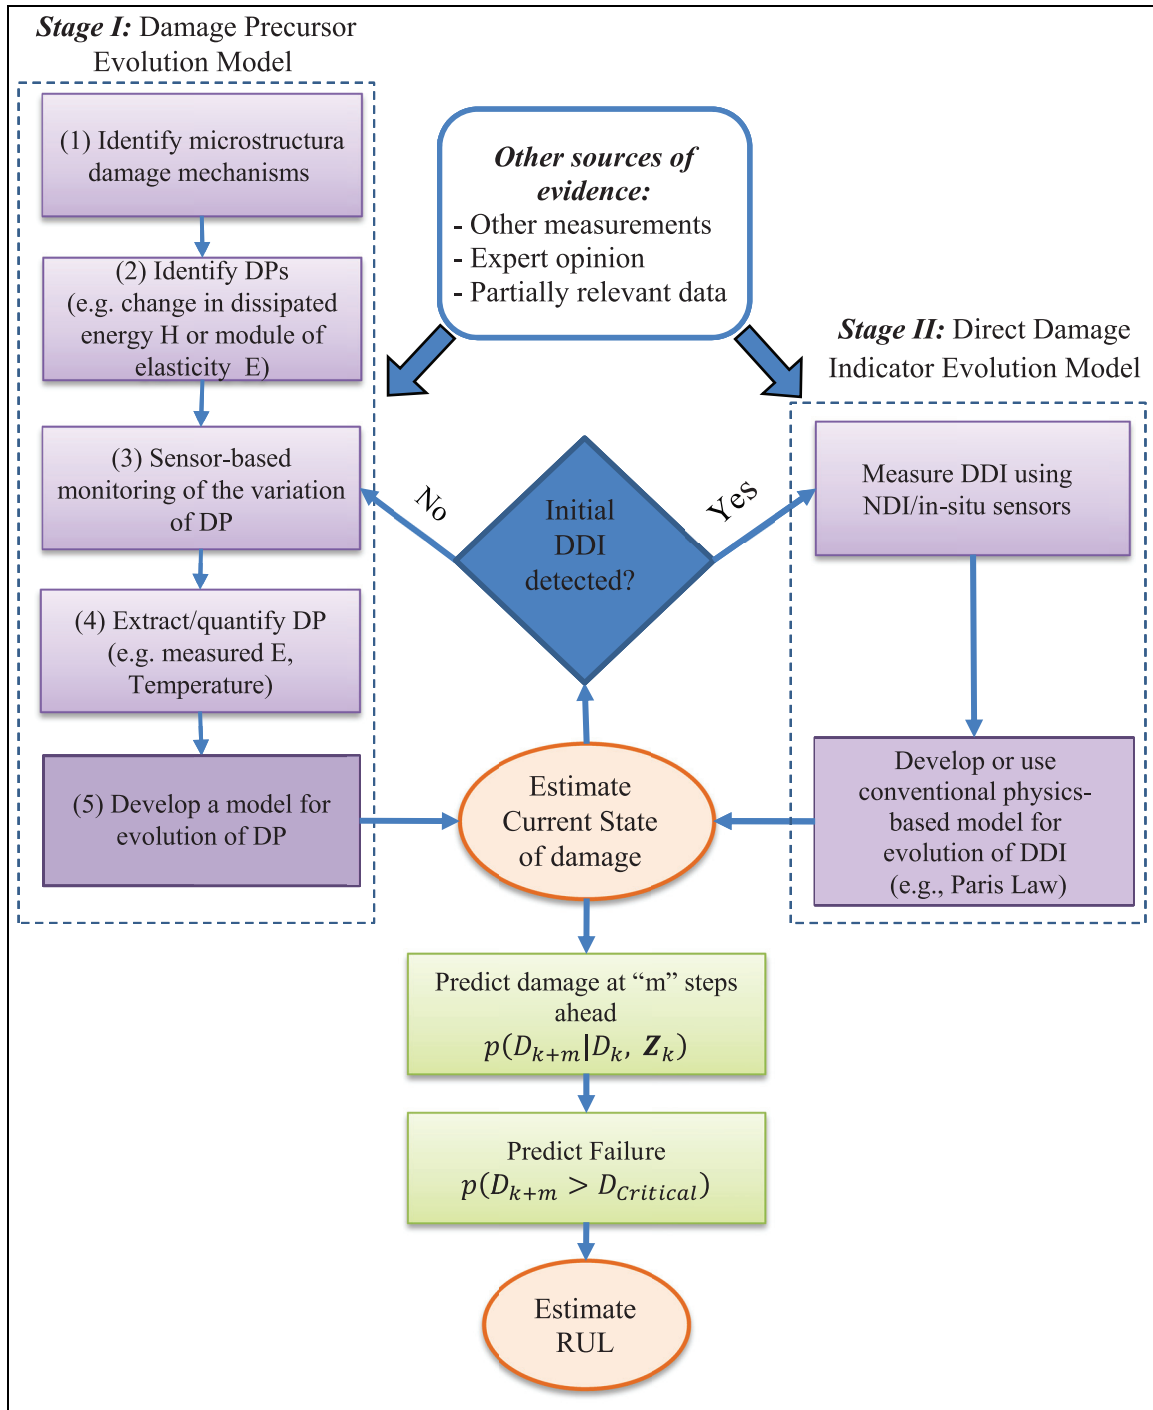 Stage I: Damage Precursor
Evolution Model
(1) Identify microstructura
damage mechanisms
(2) Identify DPs
(e.g. change in dissipated
energy H or module of
elasticity E)
(3) Sensor-based
monitoring of the variation
of DP
(4) Extract/quantify DP
(e.g. measured E,
Temperature)
(5) Develop a model for
evolution of DP
Other sources of
evidence:
- Other measurements
- Expert opinion
- Partially relevant data
No
Initial
DDI
detected?
Yes
Stage II: Direct Damage
Indicator Evolution Model
Measure DDI using
NDI/in-situ sensors
Develop or use
conventional physics-
based model for
evolution of DDI
(e.g., Paris Law)
Estimate
Current State
of damage
Predict damage at “m” steps
ahead
p(D_{k+m}|D_k, Z_k)
Predict Failure
p(D_{k+m} > D_{Critical})
Estimate
RUL